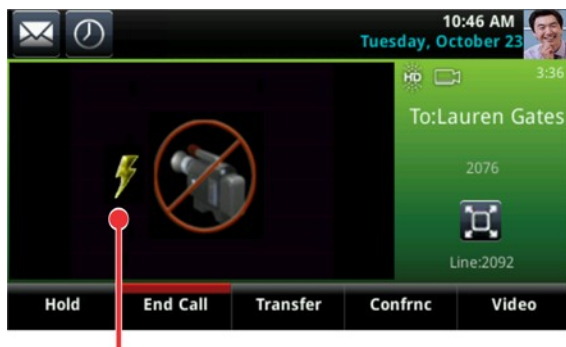 10:46 AM
Tuesday, October 23
HD
3:36
To:Lauren Gates
2076
Line:2092
Hold
End Call
Transfer
Confrnc
Video